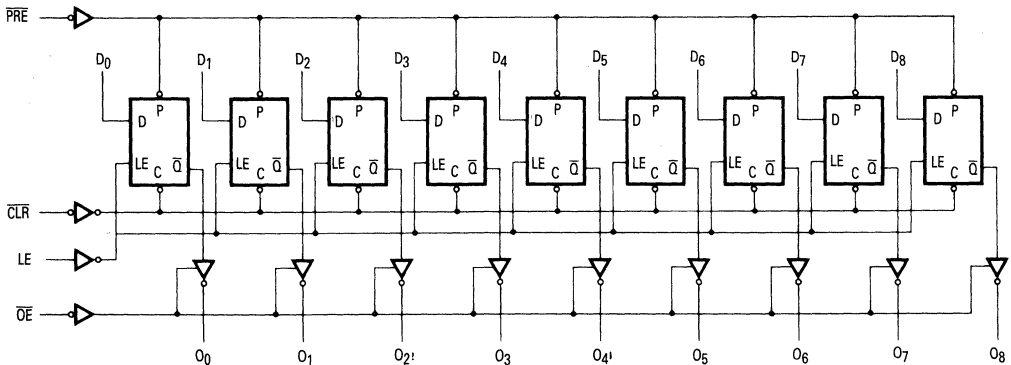 PRE
D0 D1 D2 D3 D4 D5 D6 D7 D8
P P P P P P P P P
D D D D D D D D D
LE LE LE LE LE LE LE LE LE
C Q C Q C Q C Q C Q C Q C Q C Q C Q
CLR
LE
OE
O0 O1 O2 O3 O4 O5 O6 O7 O8